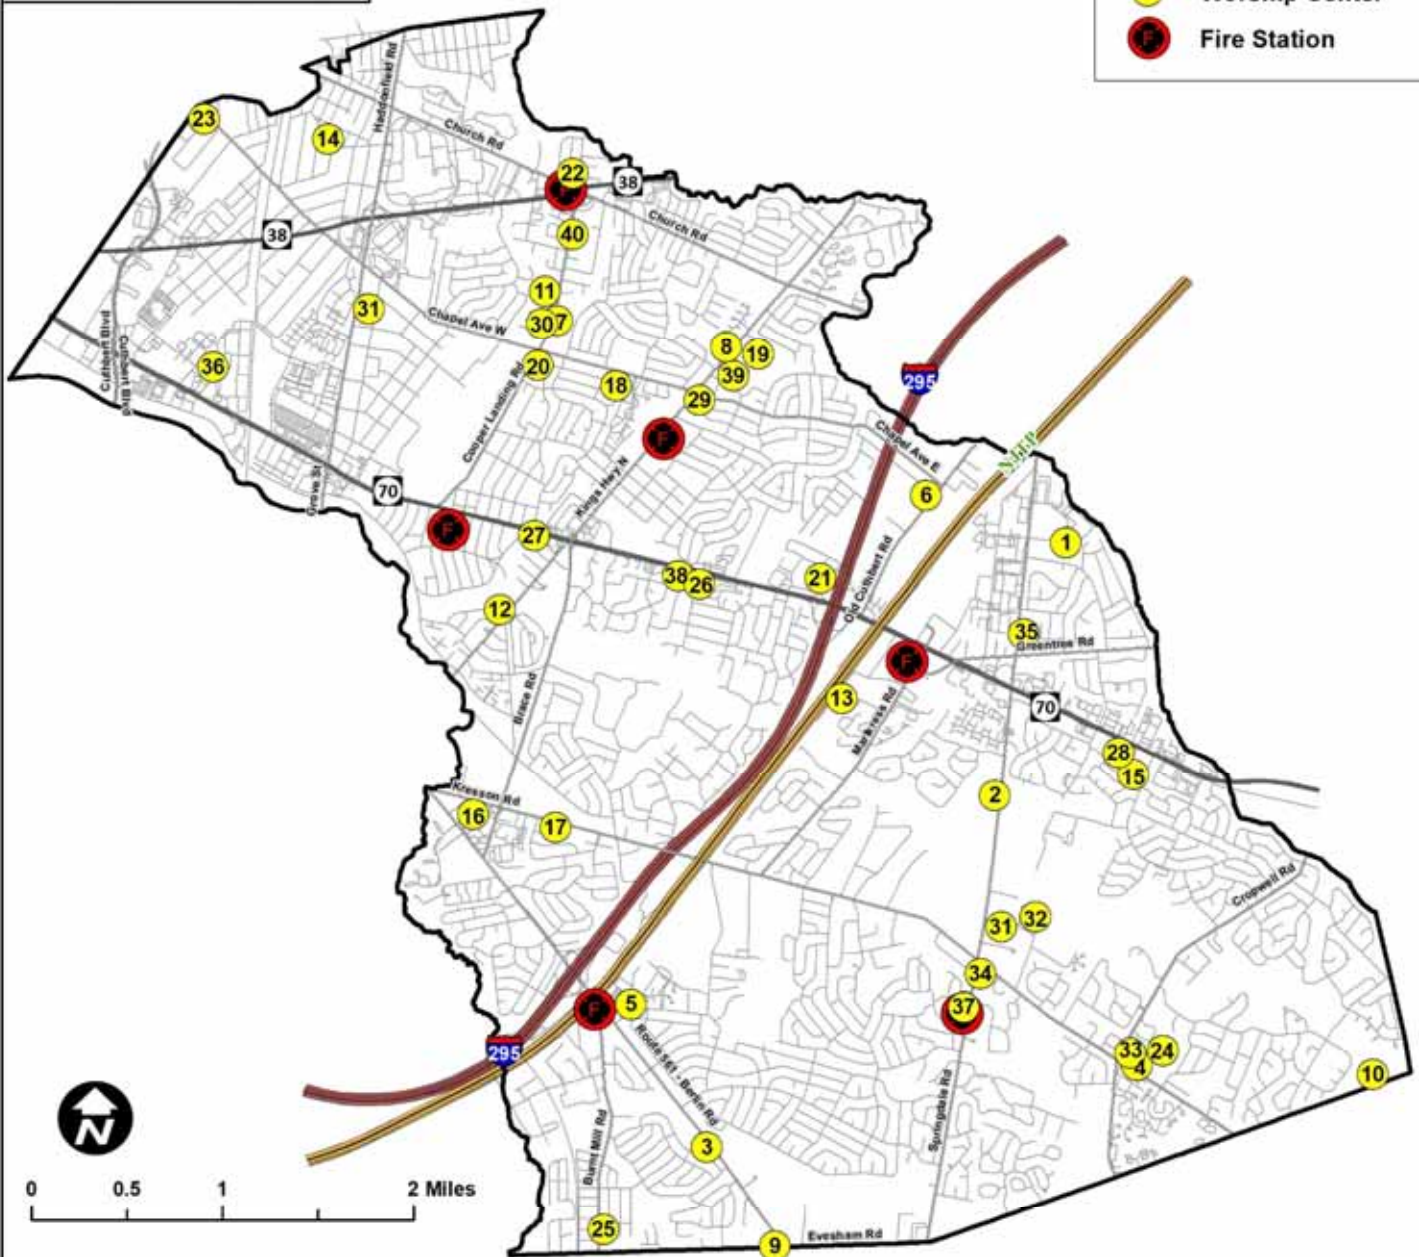 Fire Station
F
23
14
Haddonfield Rd
Church Rd
22
38
38
Church Rd
40
11
31
7
30
Chapel Ave W
Cuthbert Blvd
Cuthbert Blvd
36
20
18
8
19
39
29
295
Cooper Landing Rd
F
Chapel Ave E
N.J.T.P.
Grove St
70
Kings Hwy N
6
F
27
1
38
26
21
Old Cuthbert Rd
12
35
Greentree Rd
F
Brace Rd
13
Markress Rd
70
28
15
Kresson Rd
2
16
17
Cropwell Rd
31
32
34
F
5
37
295
Route 561 - Berlin Rd
33
24
4
10
N
Springdale Rd
Burnt Mill Rd
3
0
0.5
1
2 Miles
25
9
Evesham Rd